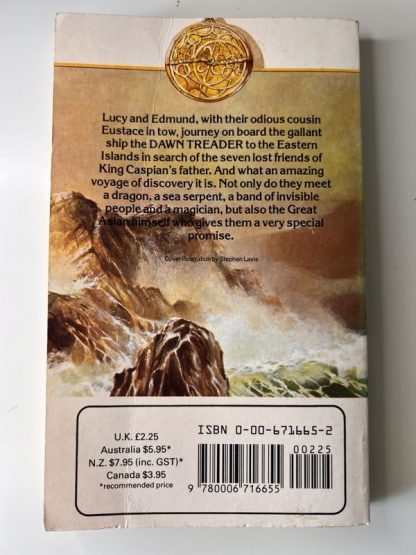 Lucy and Edmund, with their odious cousin
Eustace in tow, journey on board the gallant
ship the DAWN TREADER to the Eastern
Islands in search of the seven lost friends of
King Caspian's father. And what an amazing
voyage of discovery it is. Not only do they meet
a dragon, a sea serpent, a band of invisible
people and a magician, but also the Great
Aslan himself who gives them a very special
promise.
Cover illustration by Stephen Lavis
U.K. £2.25
Australia $5.95*
N.Z. $7.95 (inc. GST)*
Canada $3.95
*recommended price
ISBN 0-00-671665-2
00225
9 780006 716655